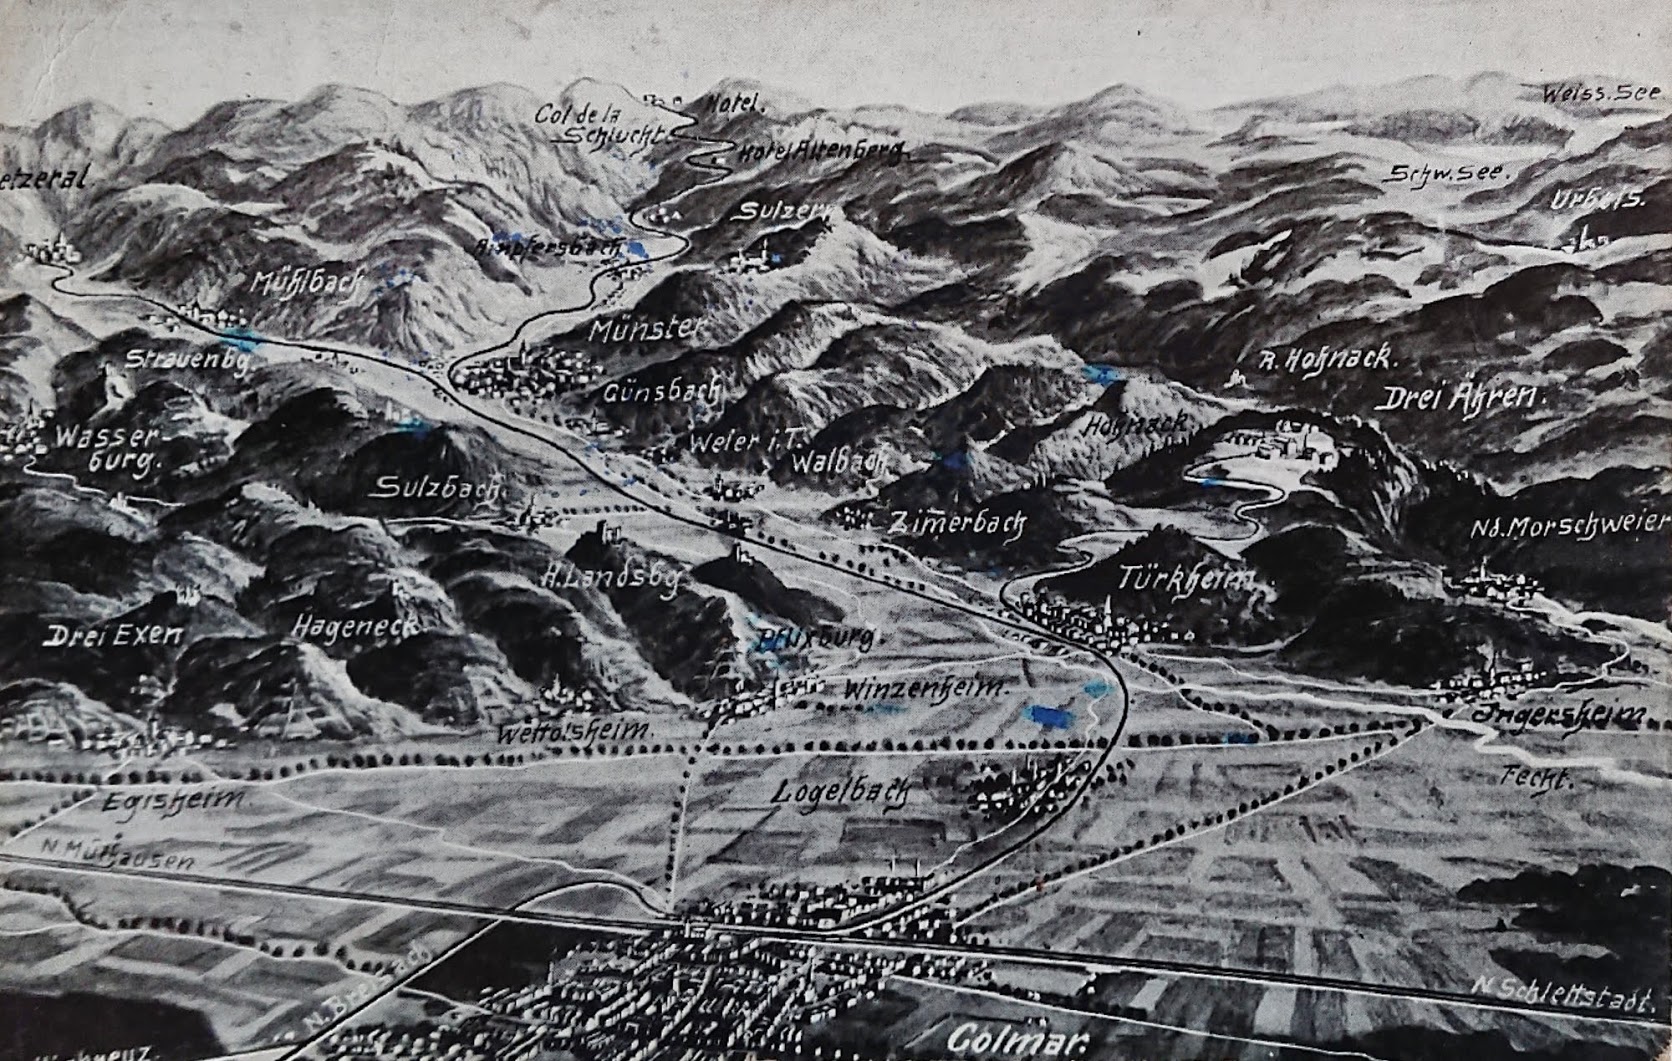 Weiss. See
Hotel.
Col de la
Schlucht
Hotel Altenberg.
etzeral
Schw. See.
Urbeis.
Sulzern
Ampfersbach
Mühlbach
Münster
Strauenbg.
R. Hohnack.
Günsbach
Drei Ähren.
Hohnack.
Wasser-
burg.
Weier i.T.
Walbach
Sulzbach.
Zimerbach
Nd. Morschweier
H. Landsbg
Türkheim.
Drei Exen
Hageneck
Pflixburg.
Winzenheim.
Ingersheim
Wettolsheim.
Fecht.
Logelbach
Egisheim
N. Mülhausen
N. Breisach
N. Schlettstadt.
Colmar.